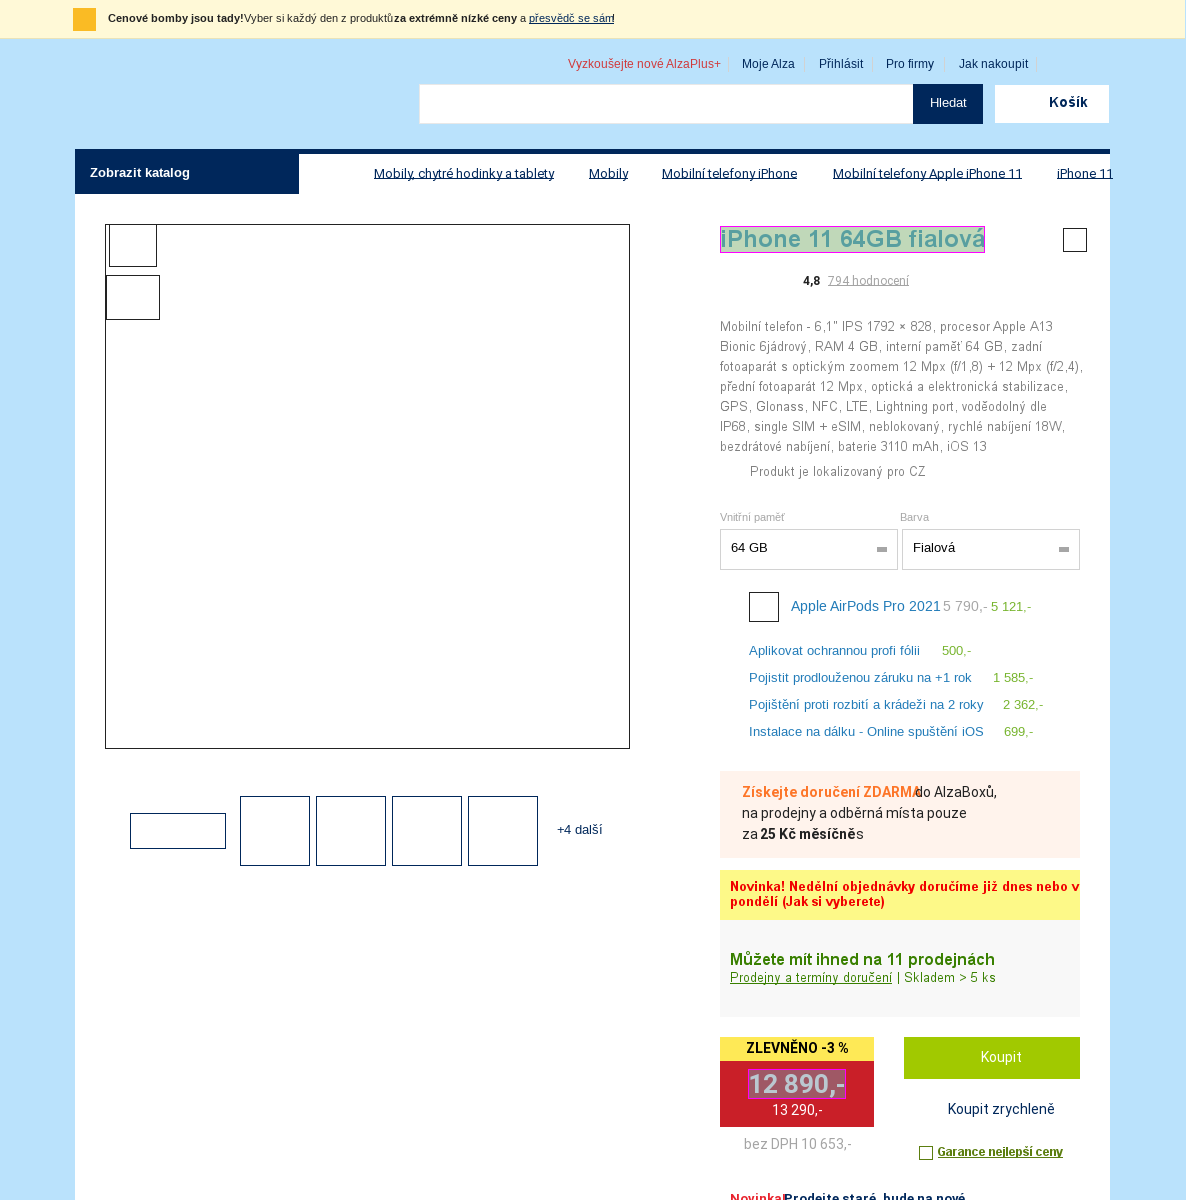 Cenové bomby jsou tady!Vyber si každý den z produktů za extrémně nízké ceny a přesvědč se sám!
Vyzkoušejte nové AlzaPlus+ Moje Alza Přihlásit Pro firmy Jak nakoupit
Hledat Košík
Zobrazit katalog Mobily, chytré hodinky a tablety Mobily Mobilní telefony iPhone Mobilní telefony Apple iPhone 11 iPhone 11
iPhone 11 64GB fialová
4,8 794 hodnocení
Mobilní telefon - 6,1" IPS 1792 × 828, procesor Apple A13
Bionic 6jádrový, RAM 4 GB, interní paměť 64 GB, zadní
fotoaparát s optickým zoomem 12 Mpx (f/1,8) + 12 Mpx (f/2,4),
přední fotoaparát 12 Mpx, optická a elektronická stabilizace,
GPS, Glonass, NFC, LTE, Lightning port, voděodolný dle
IP68, single SIM + eSIM, neblokovaný, rychlé nabíjení 18W,
bezdrátové nabíjení, baterie 3110 mAh, iOS 13
Produkt je lokalizovaný pro CZ
Vnitřní paměť Barva
64 GB Fialová
Apple AirPods Pro 2021 5 790,- 5 121,-
Aplikovat ochrannou profi fólii 500,-
Pojistit prodlouženou záruku na +1 rok 1 585,-
Pojištění proti rozbití a krádeži na 2 roky 2 362,-
Instalace na dálku - Online spuštění iOS 699,-
Získejte doručení ZDARMA do AlzaBoxů,
na prodejny a odběrná místa pouze
za 25 Kč měsíčně s
+4 další
Novinka! Nedělní objednávky doručíme již dnes nebo v
pondělí (Jak si vyberete)
Můžete mít ihned na 11 prodejnách
Prodejny a termíny doručení | Skladem > 5 ks
ZLEVNĚNO -3 %
12 890,-
13 290,-
bez DPH 10 653,-
Koupit
Koupit zrychleně
Garance nejlepší ceny
Novinka! Prodejte staré, bude na nové